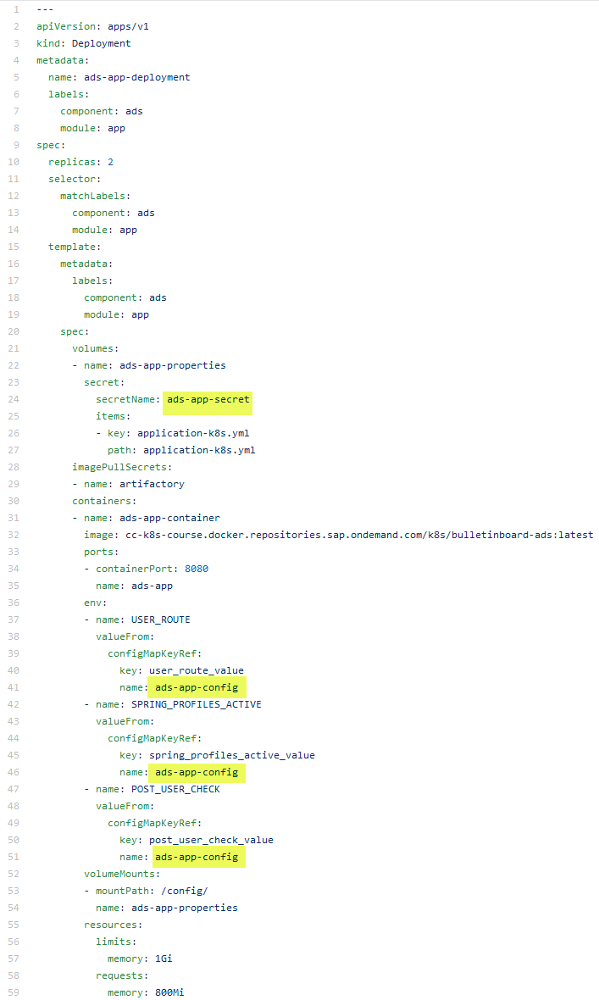 1 ---
2 apiVersion: apps/v1
3 kind: Deployment
4 metadata:
5   name: ads-app-deployment
6   labels:
7     component: ads
8     module: app
9 spec:
10   replicas: 2
11   selector:
12     matchLabels:
13       component: ads
14       module: app
15   template:
16     metadata:
17       labels:
18         component: ads
19         module: app
20     spec:
21       volumes:
22       - name: ads-app-properties
23         secret:
24           secretName: ads-app-secret
25           items:
26           - key: application-k8s.yml
27             path: application-k8s.yml
28       imagePullSecrets:
29       - name: artifactory
30       containers:
31       - name: ads-app-container
32         image: cc-k8s-course.docker.repositories.sap.ondemand.com/k8s/bulletinboard-ads:latest
33         ports:
34         - containerPort: 8080
35           name: ads-app
36         env:
37         - name: USER_ROUTE
38           valueFrom:
39             configMapKeyRef:
40               key: user_route_value
41               name: ads-app-config
42         - name: SPRING_PROFILES_ACTIVE
43           valueFrom:
44             configMapKeyRef:
45               key: spring_profiles_active_value
46               name: ads-app-config
47         - name: POST_USER_CHECK
48           valueFrom:
49             configMapKeyRef:
50               key: post_user_check_value
51               name: ads-app-config
52         volumeMounts:
53         - mountPath: /config/
54           name: ads-app-properties
55         resources:
56           limits:
57             memory: 1Gi
58           requests:
59             memory: 800Mi